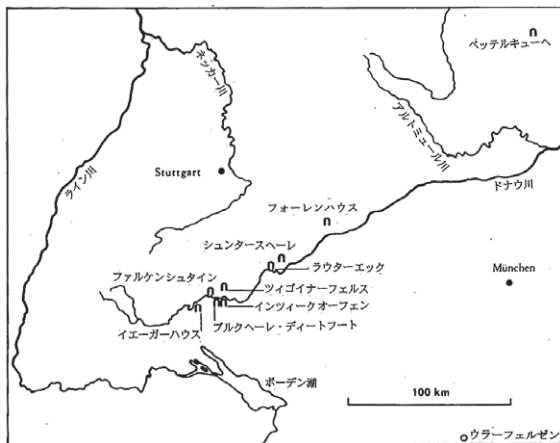 ベッテルキューヘ
ネッカー川
アルトミュール川
ライン川
Stuttgart
ドナウ川
フォーレンハウス
シュンタースヘーレ
ラウターエック
ファルケンシュタイン
München
ツィゴイナーフェルス
インツィークオーフェン
イエーガーハウス
ブルクヘーレ・ディートフート
ボーデン湖
100 km
ウラーフェルゼン